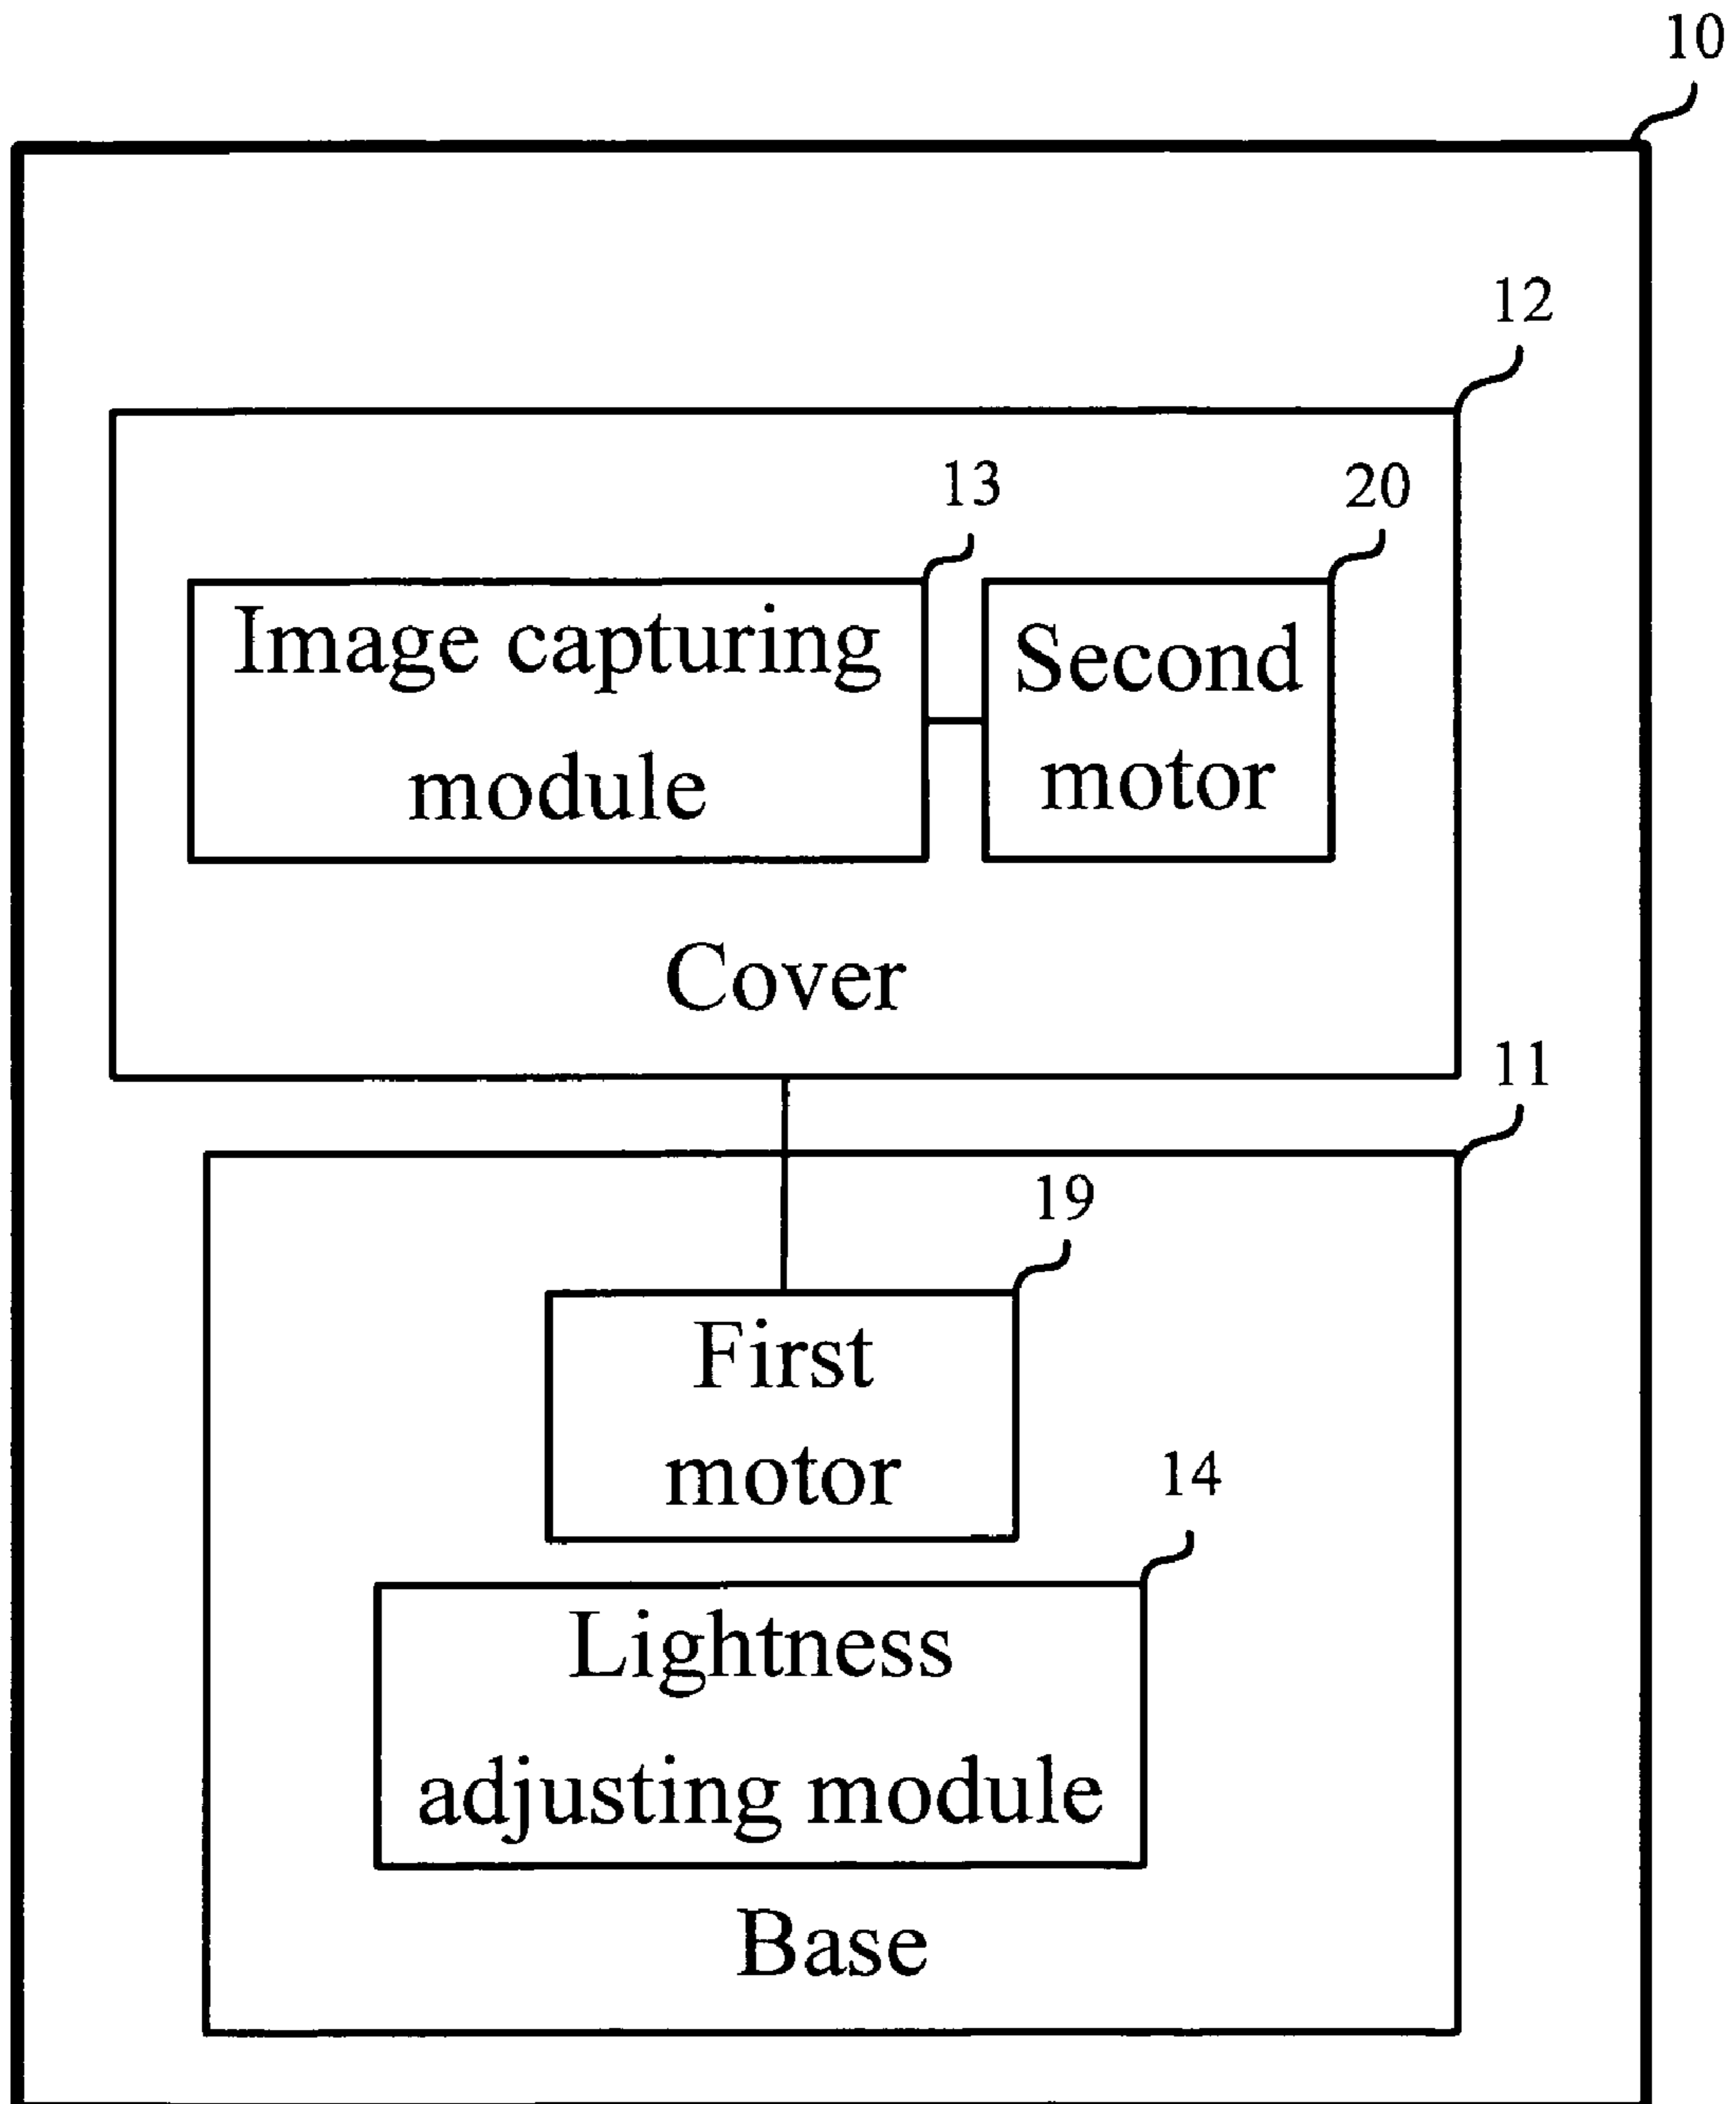 10
12
13
20
Image capturing
module
Second
motor
Cover
11
19
First
motor
14
Lightness
adjusting module
Base